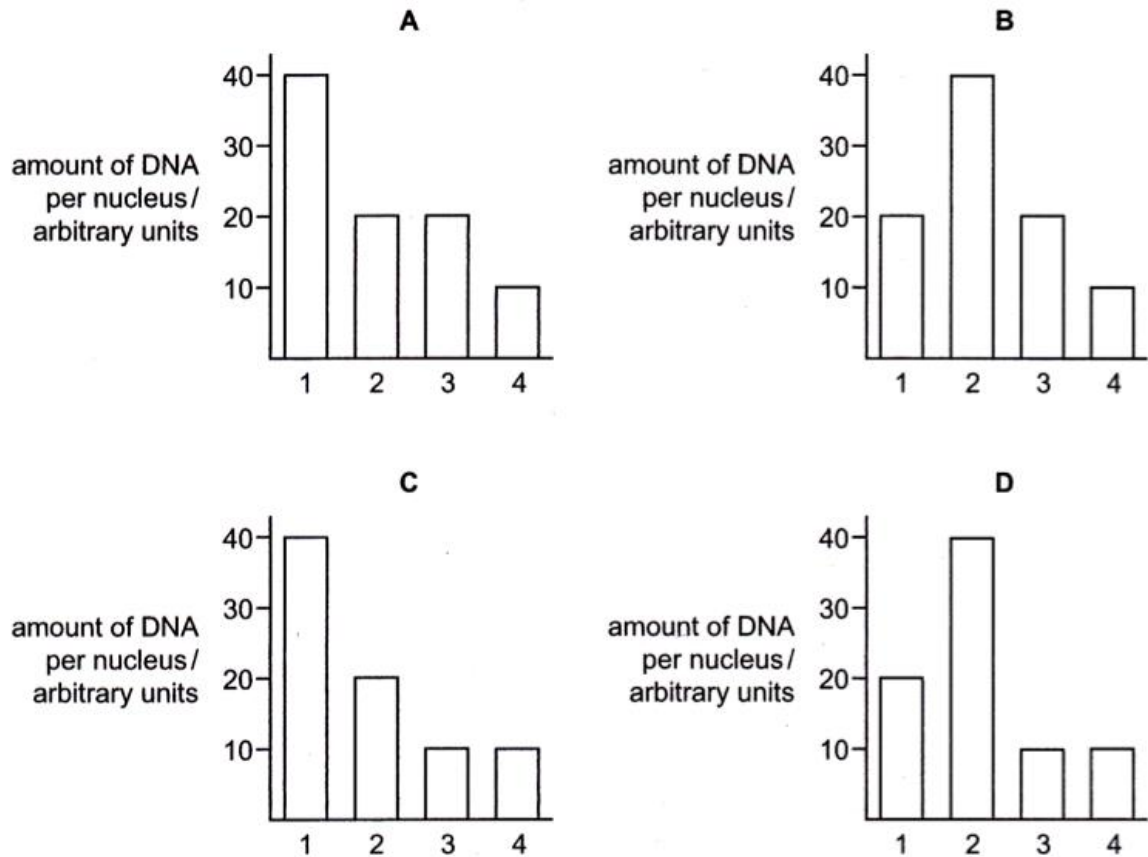 A
40
30
amount of DNA
per nucleus/
20
arbitrary units
10
1 2 3 4
B
40
30
amount of DNA
per nucleus/
20
arbitrary units
10
1 2 3 4
C
40
30
amount of DNA
per nucleus/
20
arbitrary units
10
1 2 3 4
D
40
30
amount of DNA
per nucleus/
20
arbitrary units
10
1 2 3 4